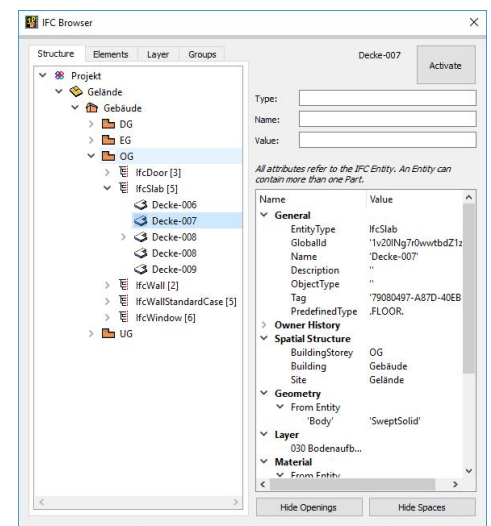 IFC Browser
Structure Elements Layer Groups
Projekt
Gelände
Gebäude
DG
EG
OG
IfcDoor [3]
IfcSlab [5]
Decke-006
Decke-007
Decke-008
Decke-008
Decke-009
IfcWall [2]
IfcWallStandardCase [5]
IfcWindow [6]
UG
Decke-007
Activate
Type:
Name:
Value:
All attributes refer to the IFC Entity. An Entity can
contain more than one Part.
Name Value
General
EntityType IfcSlab
GlobalId '1v20INg7r0wwtbdZ1z
Name 'Decke-007'
Description ''
ObjectType ''
Tag '79080497-A87D-40EB
PredefinedType .FLOOR.
Owner History
Spatial Structure
BuildingStorey OG
Building Gebäude
Site Gelände
Geometry
From Entity
'Body' 'SweptSolid'
Layer
030 Bodenaufb...
Material
From Entity
Hide Openings Hide Spaces